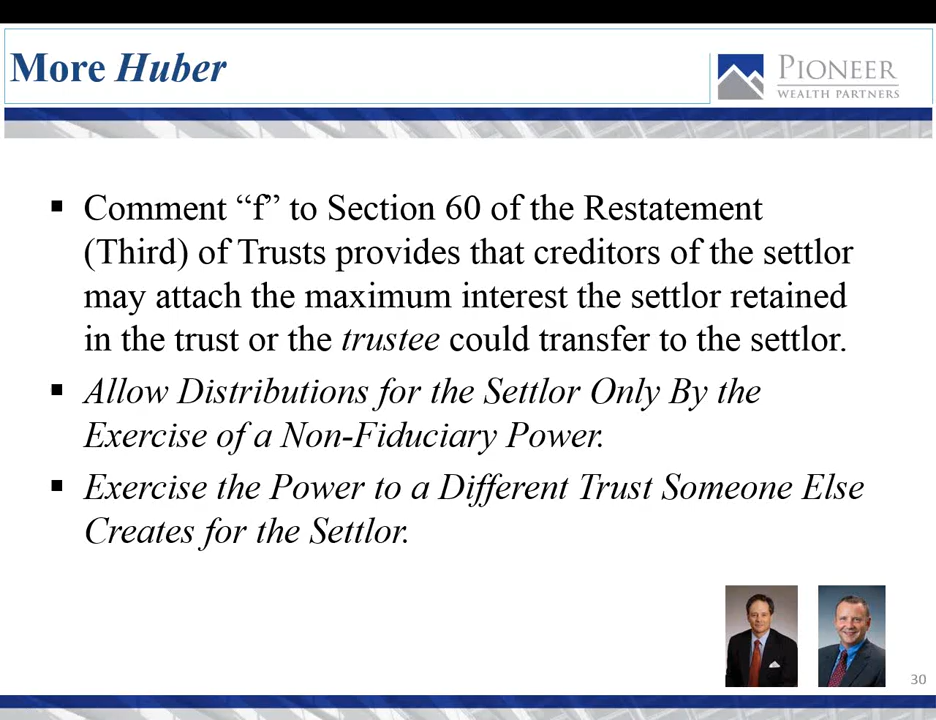 More Huber
PIONEER
WEALTH PARTNERS
▪ Comment “f” to Section 60 of the Restatement
(Third) of Trusts provides that creditors of the settlor
may attach the maximum interest the settlor retained
in the trust or the trustee could transfer to the settlor.
▪ Allow Distributions for the Settlor Only By the
Exercise of a Non-Fiduciary Power.
▪ Exercise the Power to a Different Trust Someone Else
Creates for the Settlor.
30